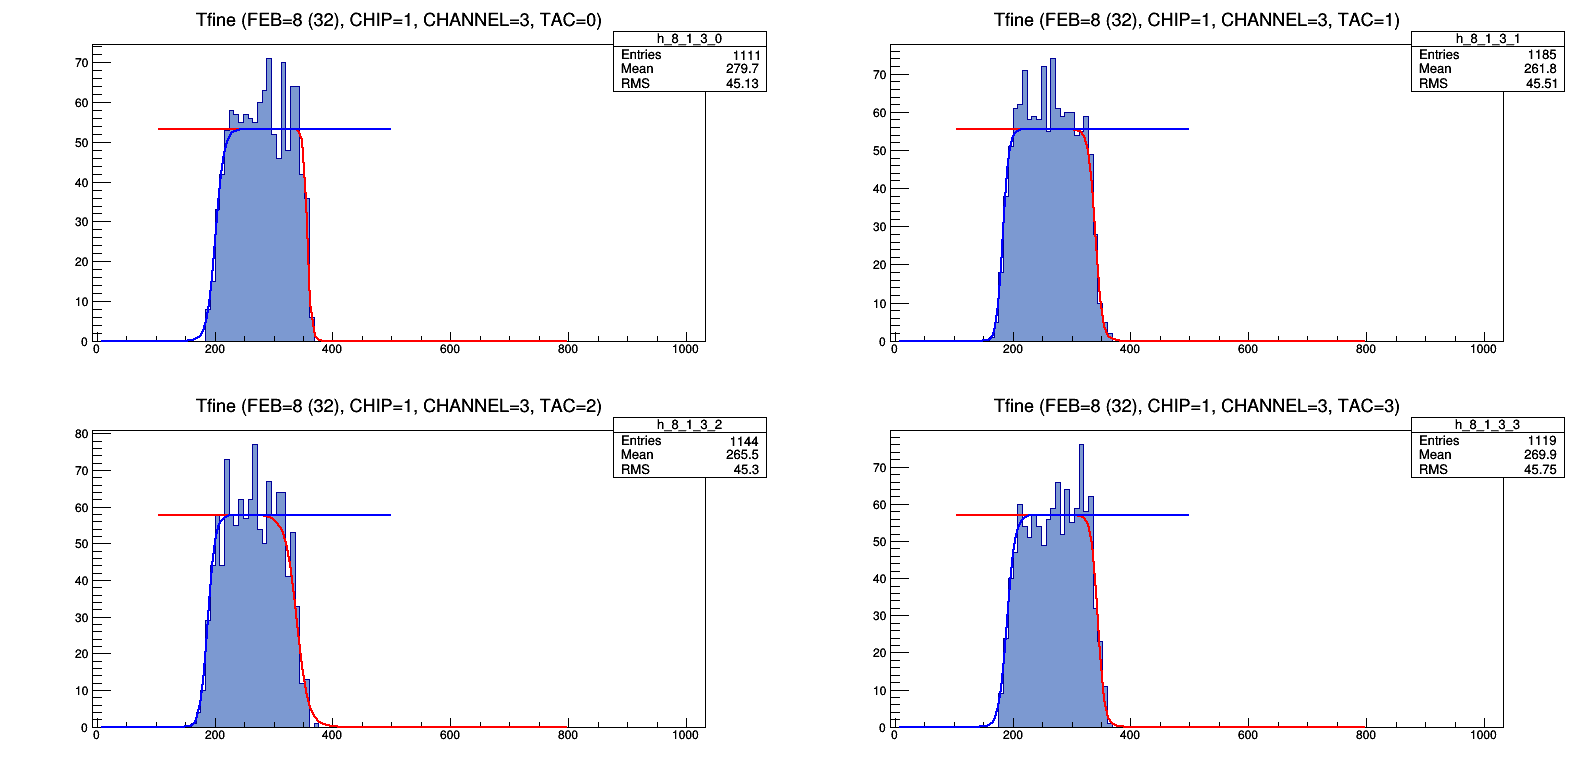 Tfine (FEB=8 (32), CHIP=1, CHANNEL=3, TAC=0)
h_8_1_3_0
Entries 1111
Mean 279.7
RMS 45.13
70
60
50
40
30
20
10
0
0 200 400 600 800 1000
Tfine (FEB=8 (32), CHIP=1, CHANNEL=3, TAC=1)
h_8_1_3_1
Entries 1185
Mean 261.8
RMS 45.51
70
60
50
40
30
20
10
0
0 200 400 600 800 1000
Tfine (FEB=8 (32), CHIP=1, CHANNEL=3, TAC=2)
h_8_1_3_2
Entries 1144
Mean 265.5
RMS 45.3
80
70
60
50
40
30
20
10
0
0 200 400 600 800 1000
Tfine (FEB=8 (32), CHIP=1, CHANNEL=3, TAC=3)
h_8_1_3_3
Entries 1119
Mean 269.9
RMS 45.75
70
60
50
40
30
20
10
0
0 200 400 600 800 1000